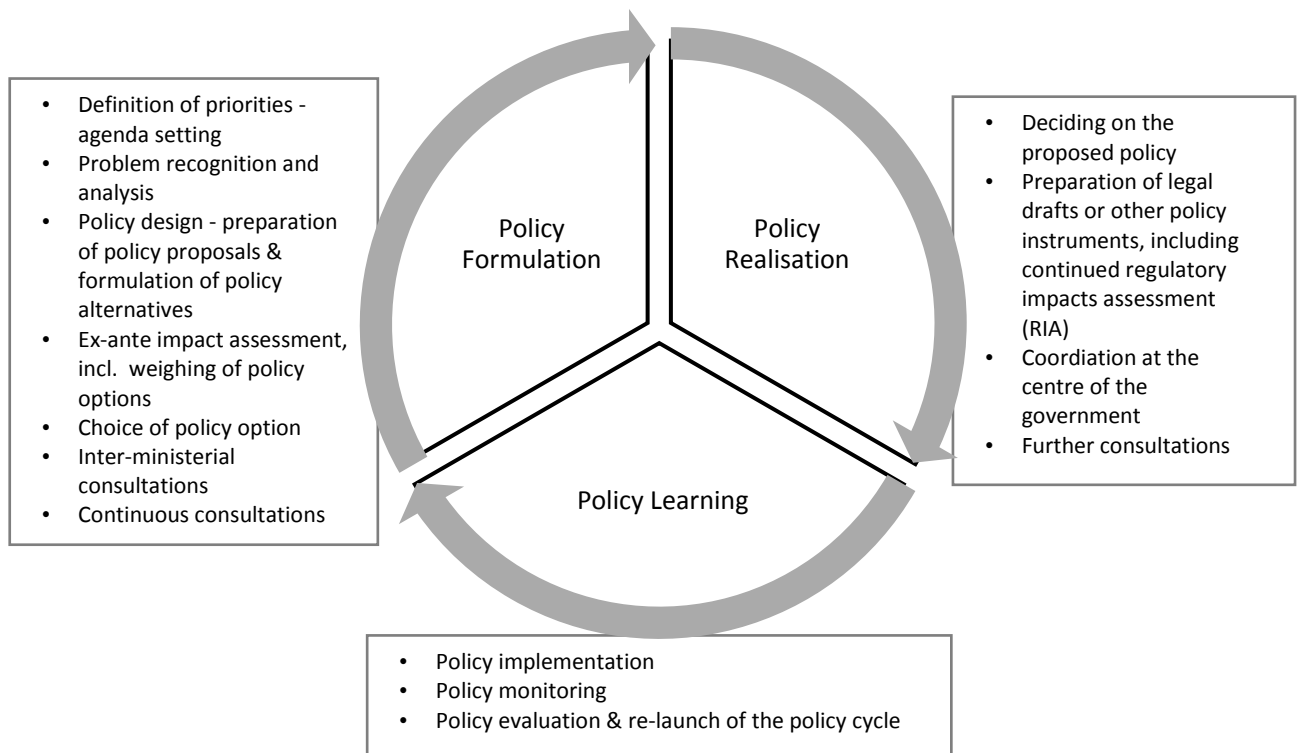 • Definition of priorities -
agenda setting
• Problem recognition and
analysis
• Policy design - preparation
of policy proposals &
formulation of policy
alternatives
• Ex-ante impact assessment,
incl. weighing of policy
options
• Choice of policy option
• Inter-ministerial
consultations
• Continuous consultations
Policy
Formulation
Policy
Realisation
• Deciding on the
proposed policy
• Preparation of legal
drafts or other policy
instruments, including
continued regulatory
impacts assessment
(RIA)
• Coordiation at the
centre of the
government
• Further consultations
Policy Learning
• Policy implementation
• Policy monitoring
• Policy evaluation & re-launch of the policy cycle